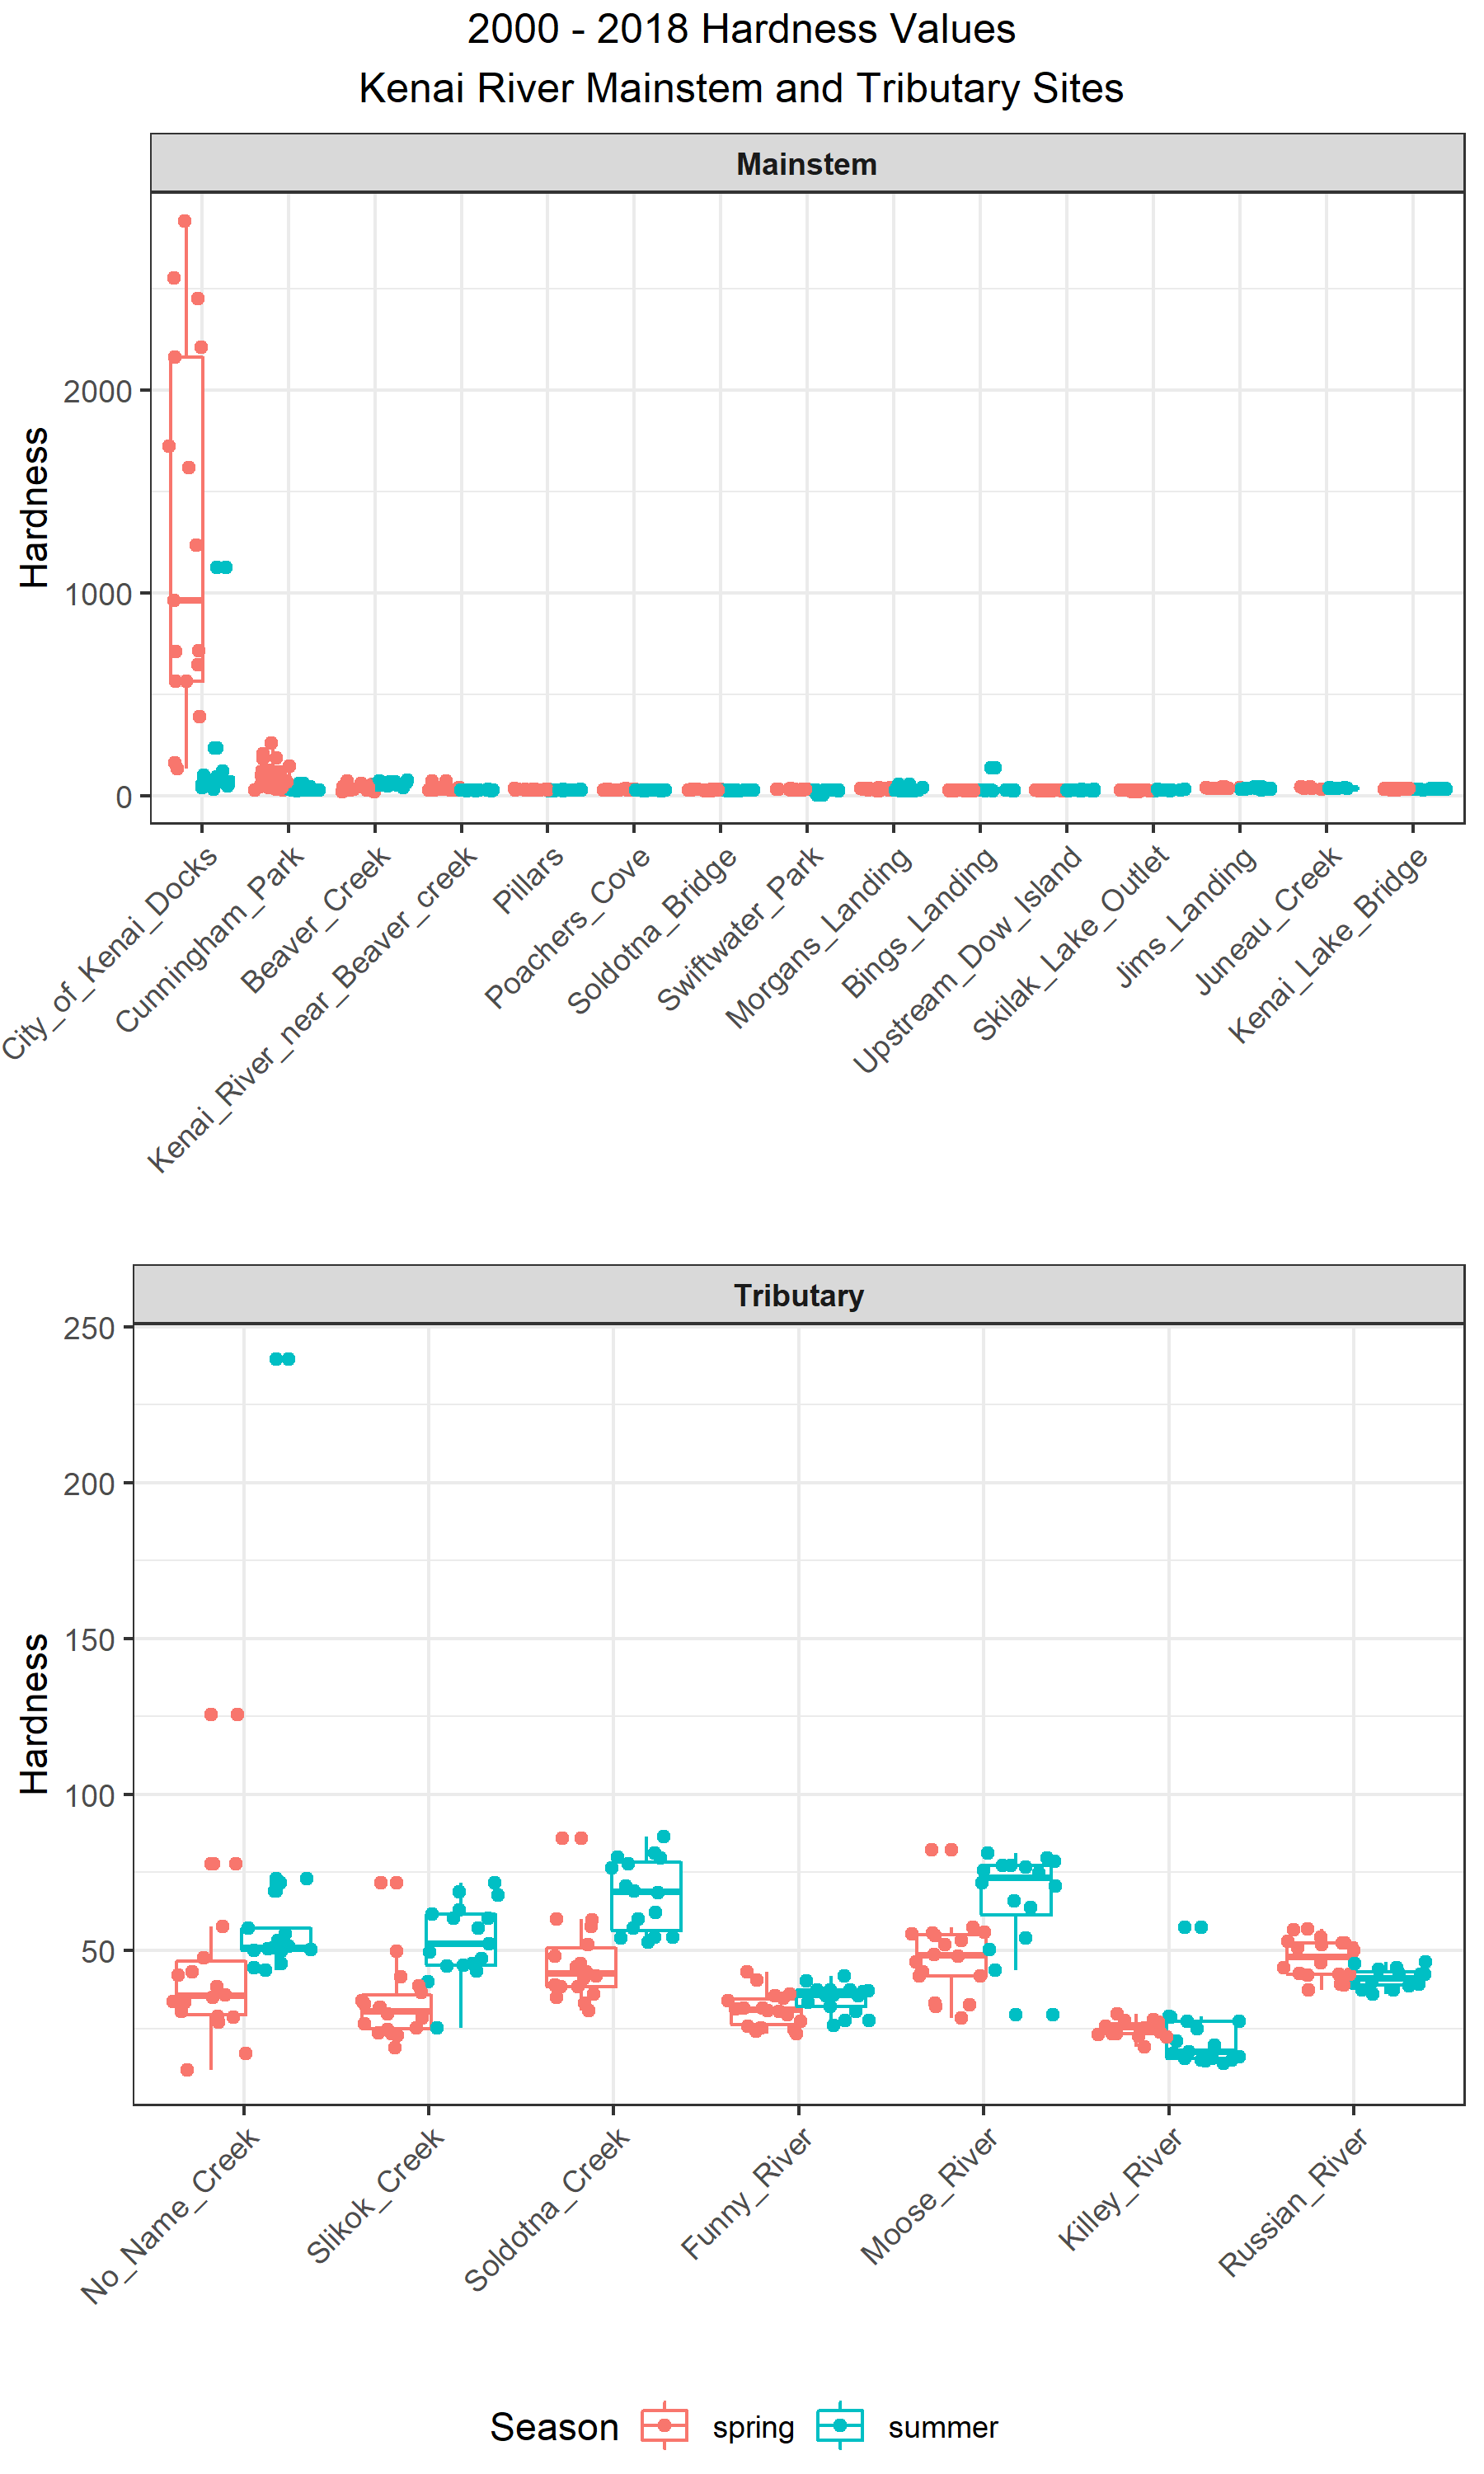 2000 - 2018 Hardness Values
Kenai River Mainstem and Tributary Sites
Mainstem
Hardness
2000
1000
0
City_of_Kenai_Docks
Cunningham_Park
Beaver_Creek
Kenai_River_near_Beaver_creek
Pillars
Poachers_Cove
Soldotna_Bridge
Swiftwater_Park
Morgans_Landing
Bings_Landing
Upstream_Dow_Island
Skilak_Lake_Outlet
Jims_Landing
Juneau_Creek
Kenai_Lake_Bridge
Tributary
Hardness
250
200
150
100
50
No_Name_Creek
Slikok_Creek
Soldotna_Creek
Funny_River
Moose_River
Killey_River
Russian_River
Season spring summer